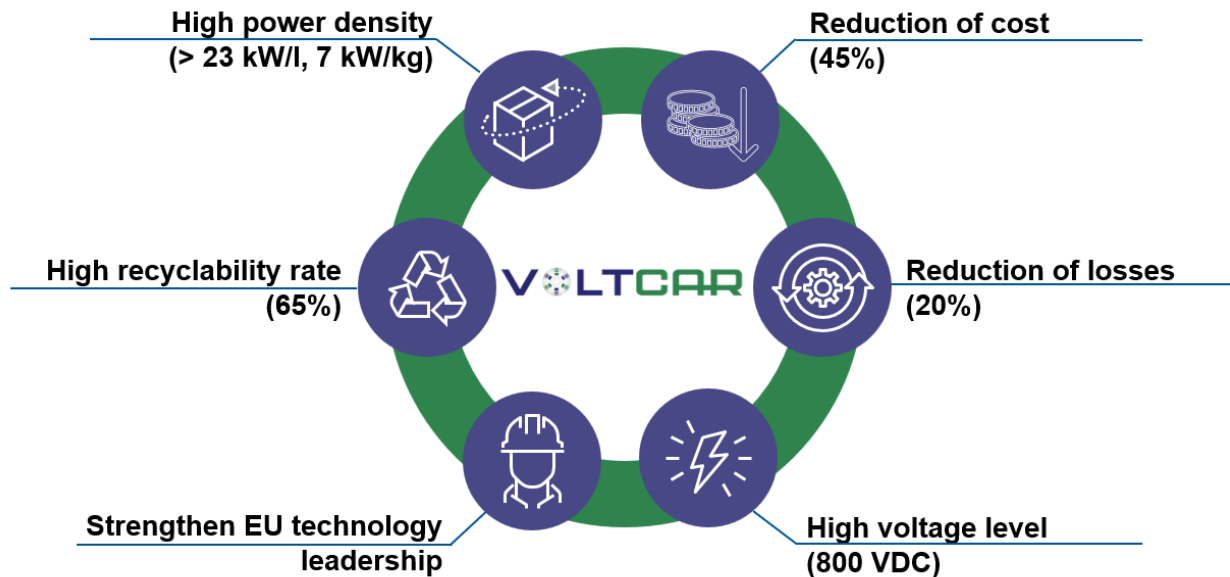 High power density
(> 23 kW/l, 7 kW/kg)
Reduction of cost
(45%)
High recyclability rate
(65%)
VOLTCAR
Reduction of losses
(20%)
Strengthen EU technology
leadership
High voltage level
(800 VDC)